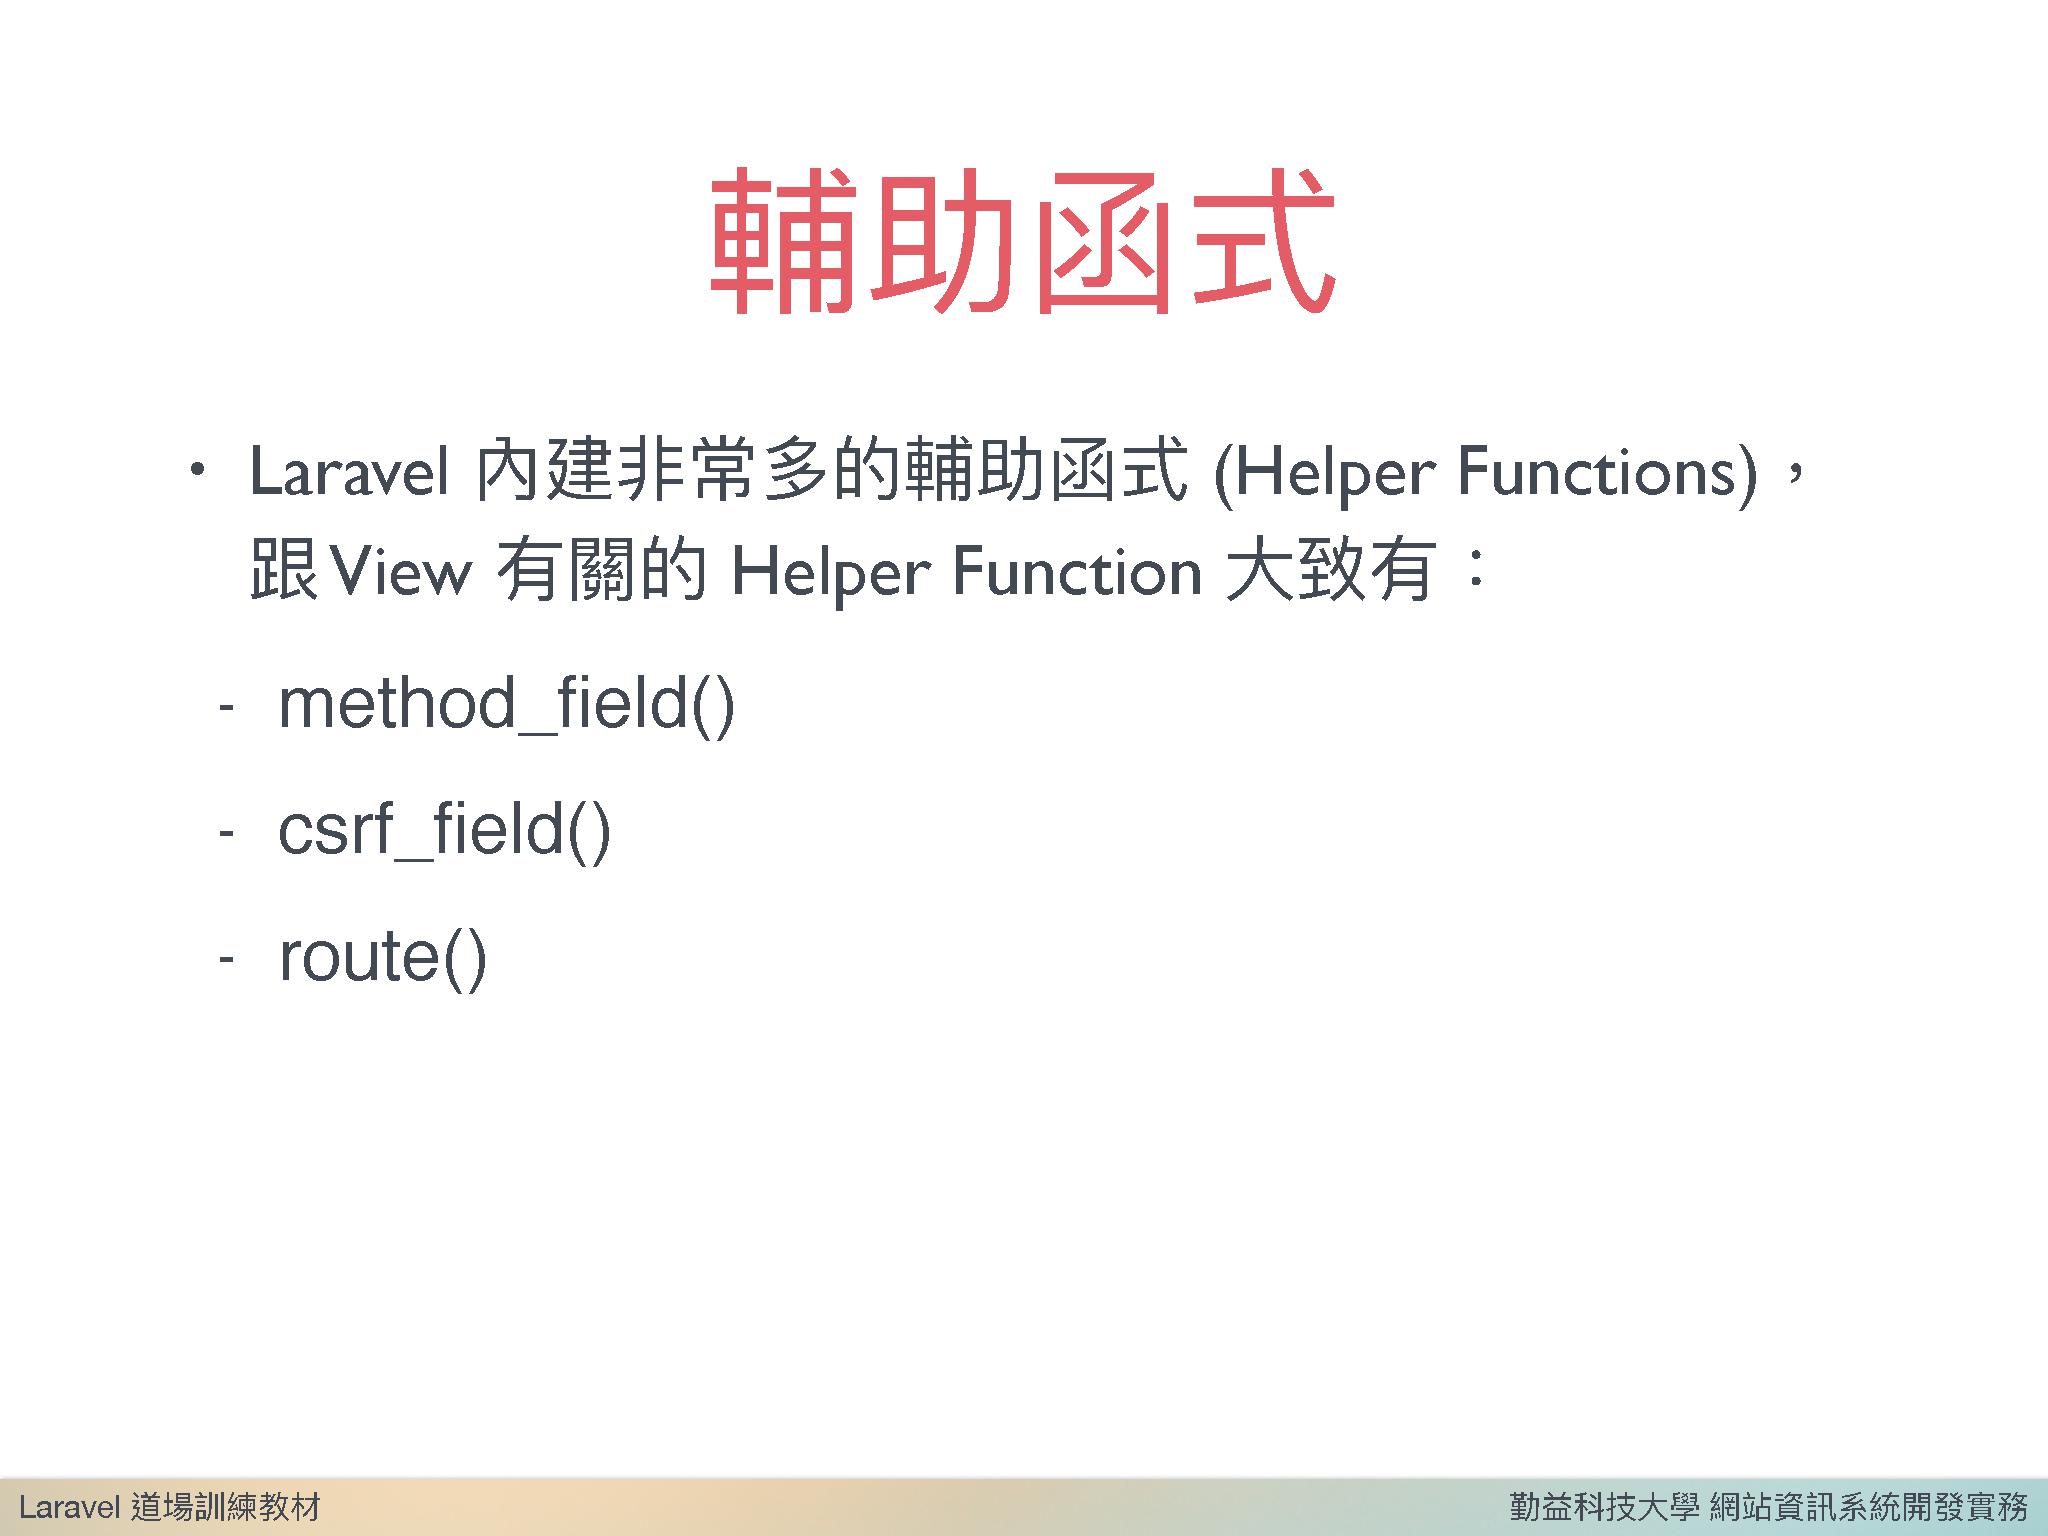 輔助函式
• Laravel 內建非常多的輔助函式 (Helper Functions)，
跟 View 有關的 Helper Function 大致有：
- method_field()
- csrf_field()
- route()
Laravel 道場訓練教材
勤益科技大學 網站資訊系統開發實務